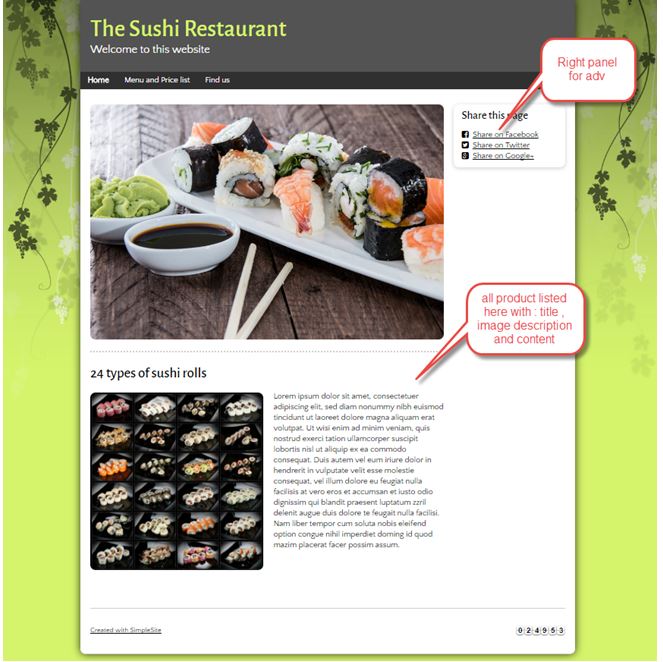 The Sushi Restaurant
Welcome to this website
Home Menu and Price list Find us
Right panel
for adv
Share this page
Share on Facebook
Share on Twitter
Share on Google+
all product listed
here with : title ,
image description
and content
24 types of sushi rolls
Lorem ipsum dolor sit amet, consectetuer
adipiscing elit, sed diam nonummy nibh euismod
tincidunt ut laoreet dolore magna aliquam erat
volutpat. Ut wisi enim ad minim veniam, quis
nostrud exerci tation ullamcorper suscipit
lobortis nisl ut aliquip ex ea commodo
consequat. Duis autem vel eum iriure dolor in
hendrerit in vulputate velit esse molestie
consequat, vel illum dolore eu feugiat nulla
facilisis at vero eros et accumsan et iusto odio
dignissim qui blandit praesent luptatum zzril
delenit augue duis dolore te feugait nulla facilisi.
Nam liber tempor cum soluta nobis eleifend
option congue nihil imperdiet doming id quod
mazim placerat facer possim assum.
Created with SimpleSite
024953